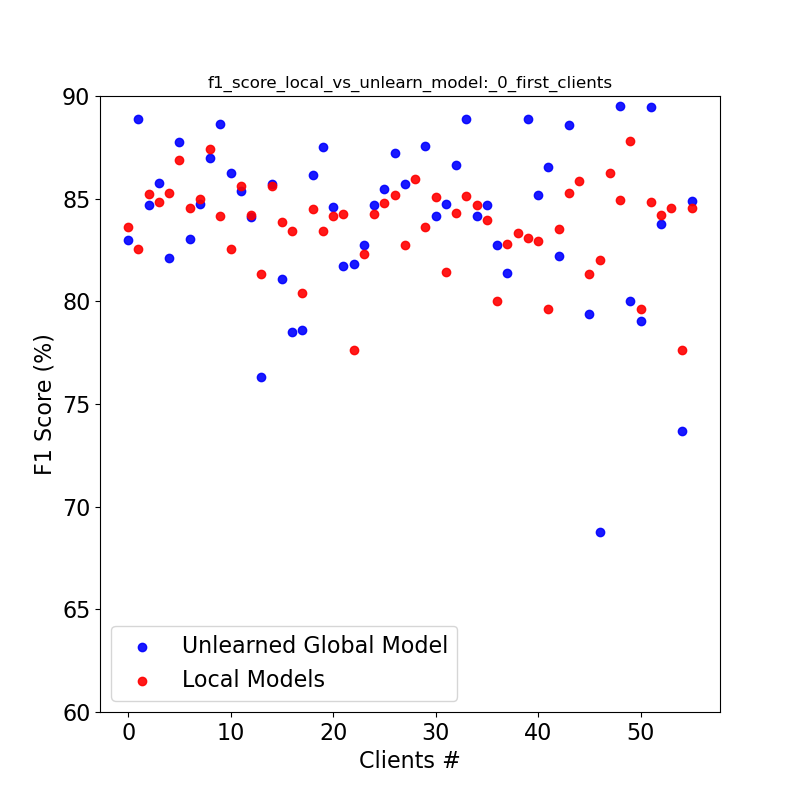 f1_score_local_vs_unlearn_model:_0_first_clients
90
85
80
75
70
65
60
F1 Score (%)
Unlearned Global Model
Local Models
0 10 20 30 40 50
Clients #